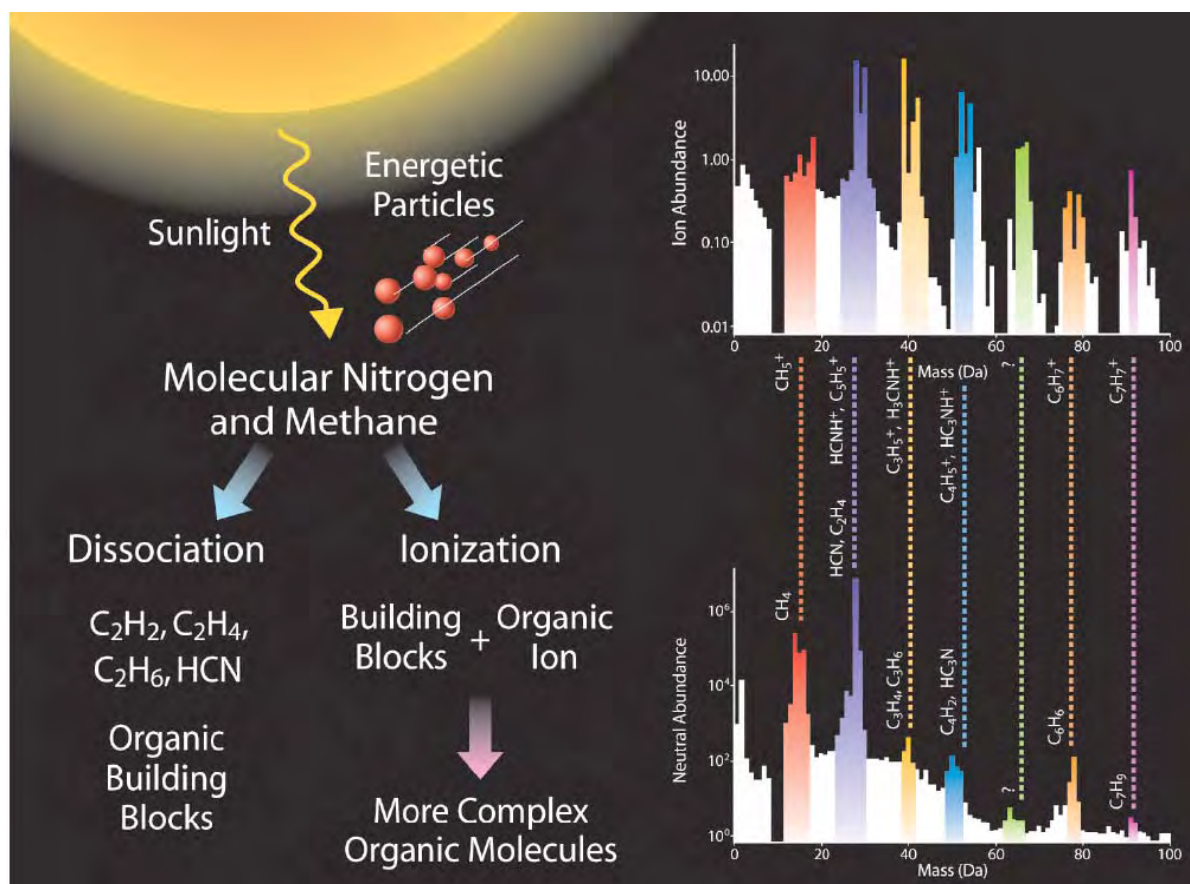 Sunlight
Energetic
Particles
Molecular Nitrogen
and Methane
Dissociation
C₂H₂, C₂H₄,
C₂H₆, HCN
Organic
Building
Blocks
Ionization
Building
Blocks
+
Organic
Ion
More Complex
Organic Molecules
Ion Abundance
10.00
1.00
0.10
0.01
0
20
40
60
80
100
Mass (Da)
CH₅⁺
HCNH⁺, C₅H₅⁺
C₃H₅⁺, H₃CNH⁺
C₄H₅⁺, HC₃NH⁺
?
C₆H₇⁺
C₇H₇⁺
CH₄
HCN, C₂H₄
C₃H₄, C₃H₆
C₄H₂, HC₃N
?
C₆H₆
C₇H₉
Neutral Abundance
10⁶
10⁴
10²
10⁰
0
20
40
60
80
100
Mass (Da)